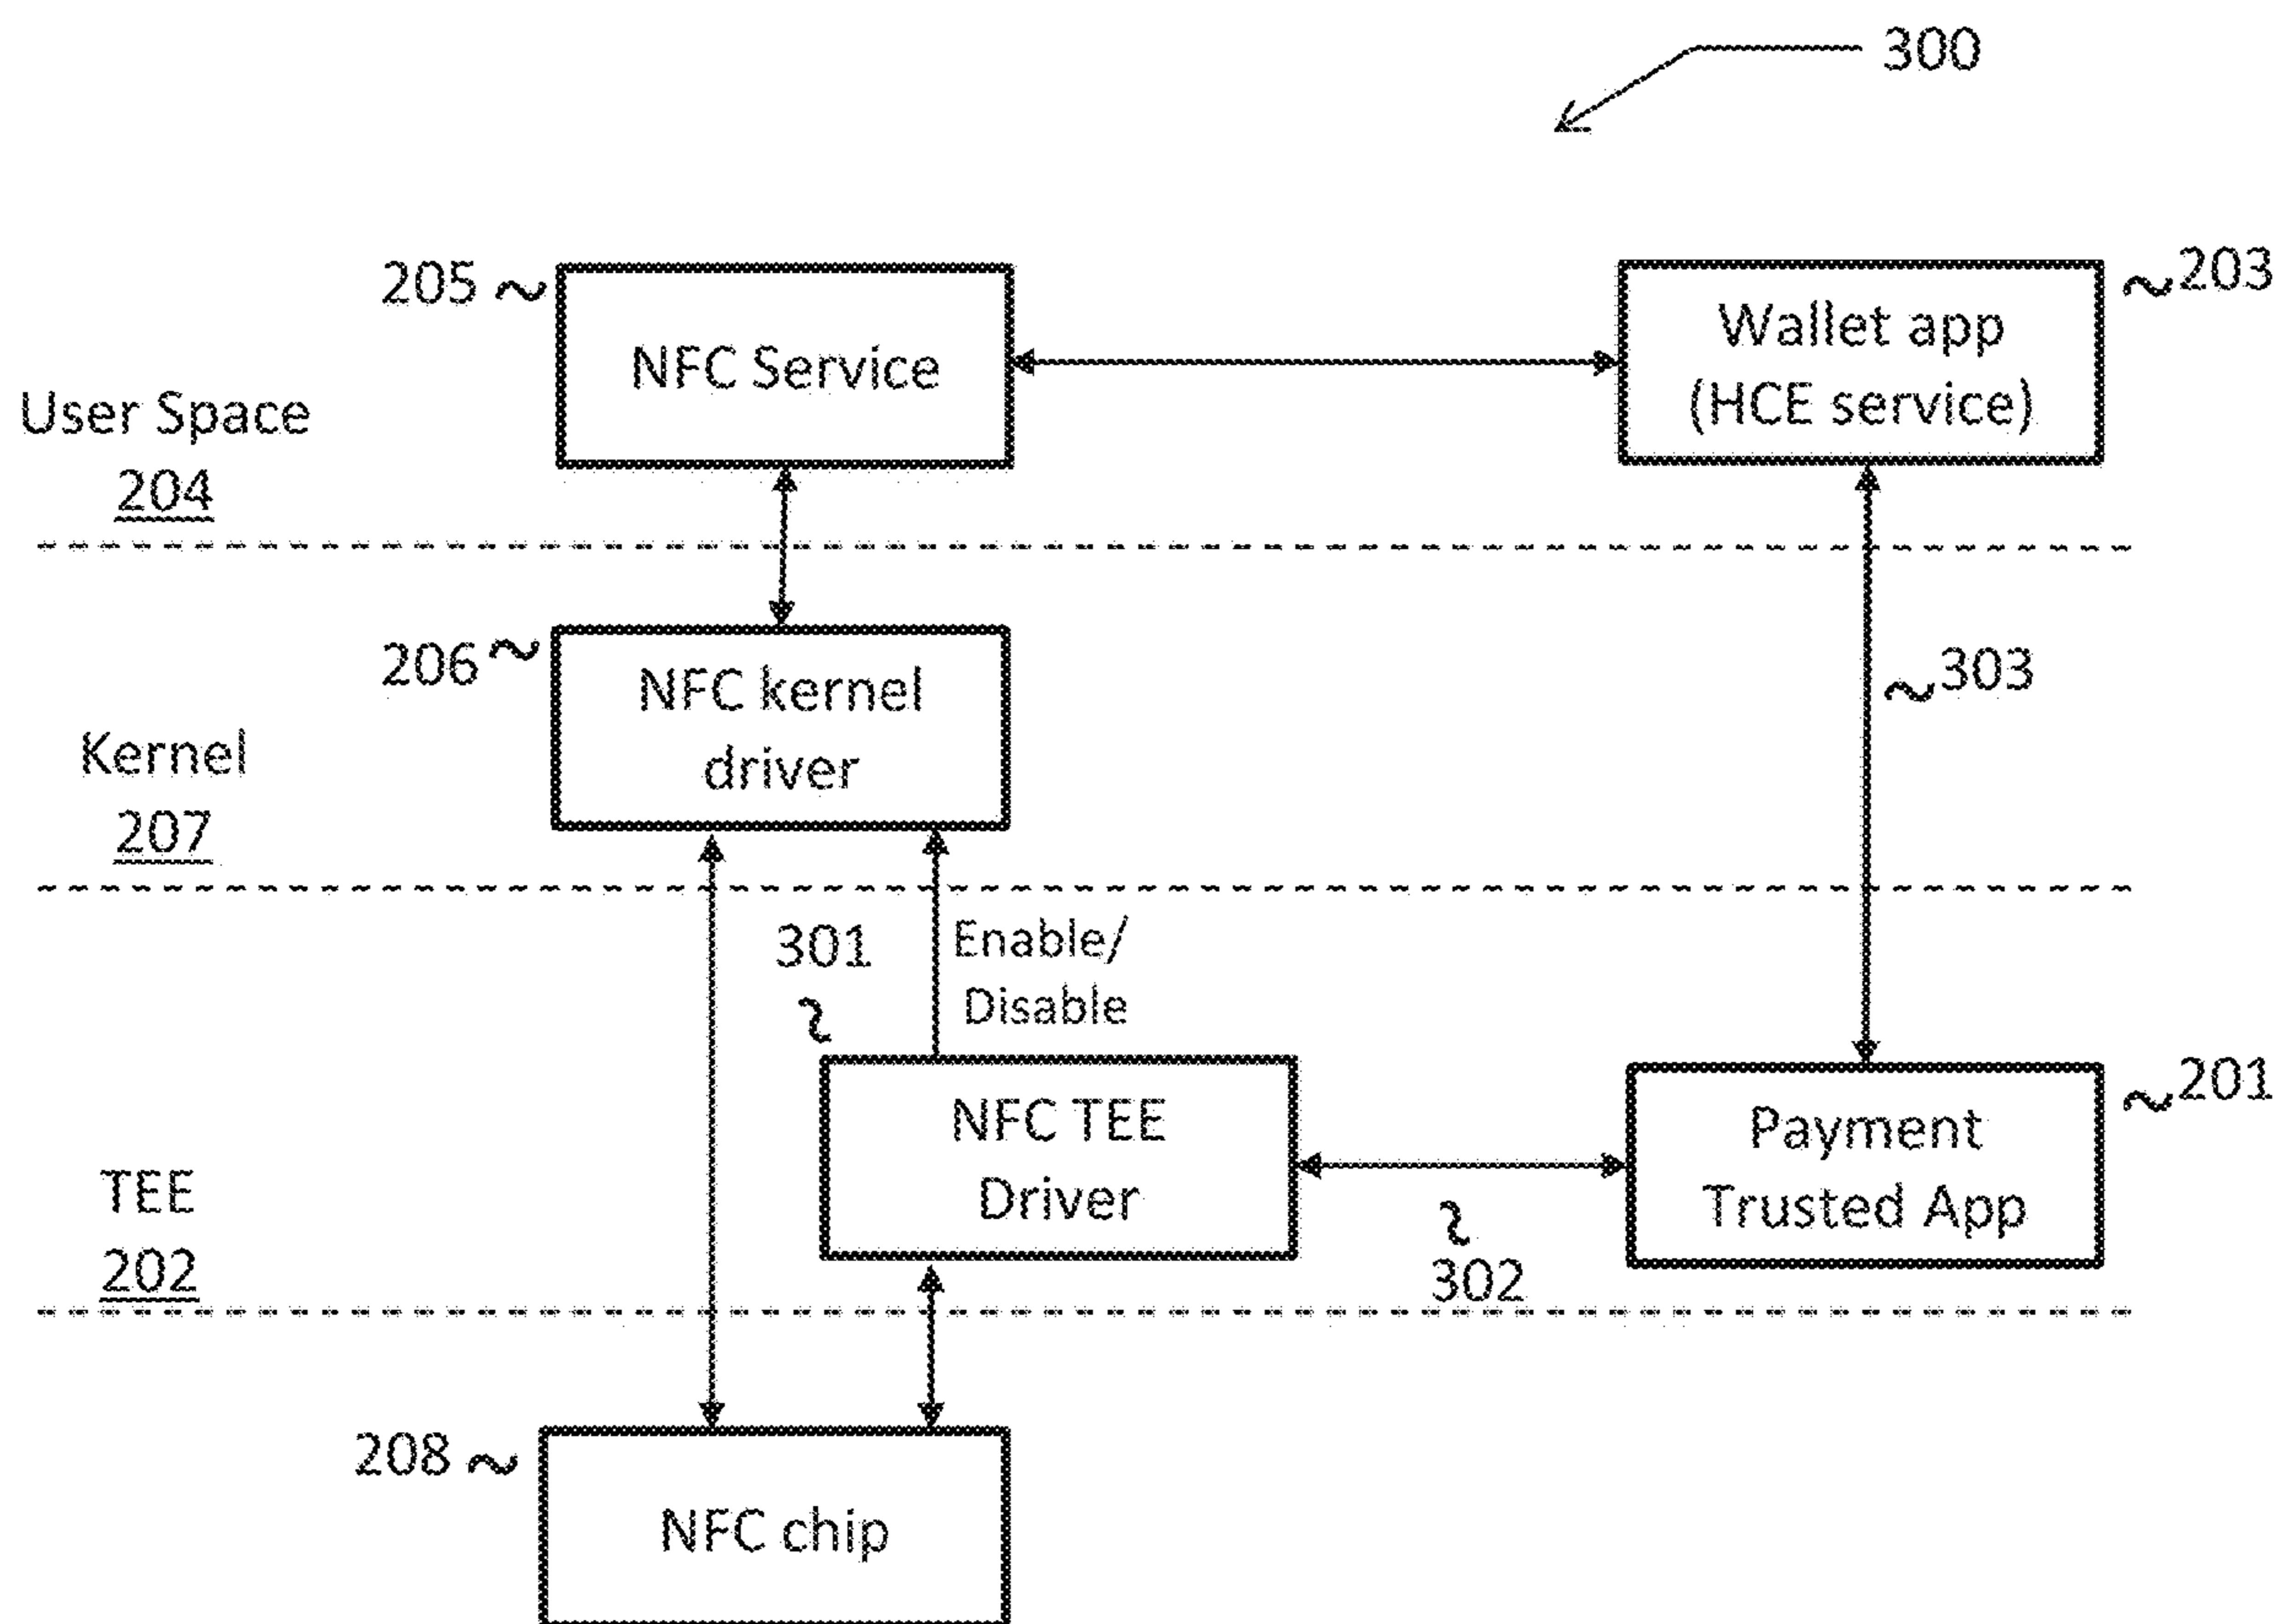 300
205
NFC Service
Wallet app
(HCE service)
203
User Space
204
206
NFC kernel
driver
303
Kernel
207
301
Enable/
Disable
NFC TEE
Driver
302
Payment
Trusted App
201
TEE
202
208
NFC chip